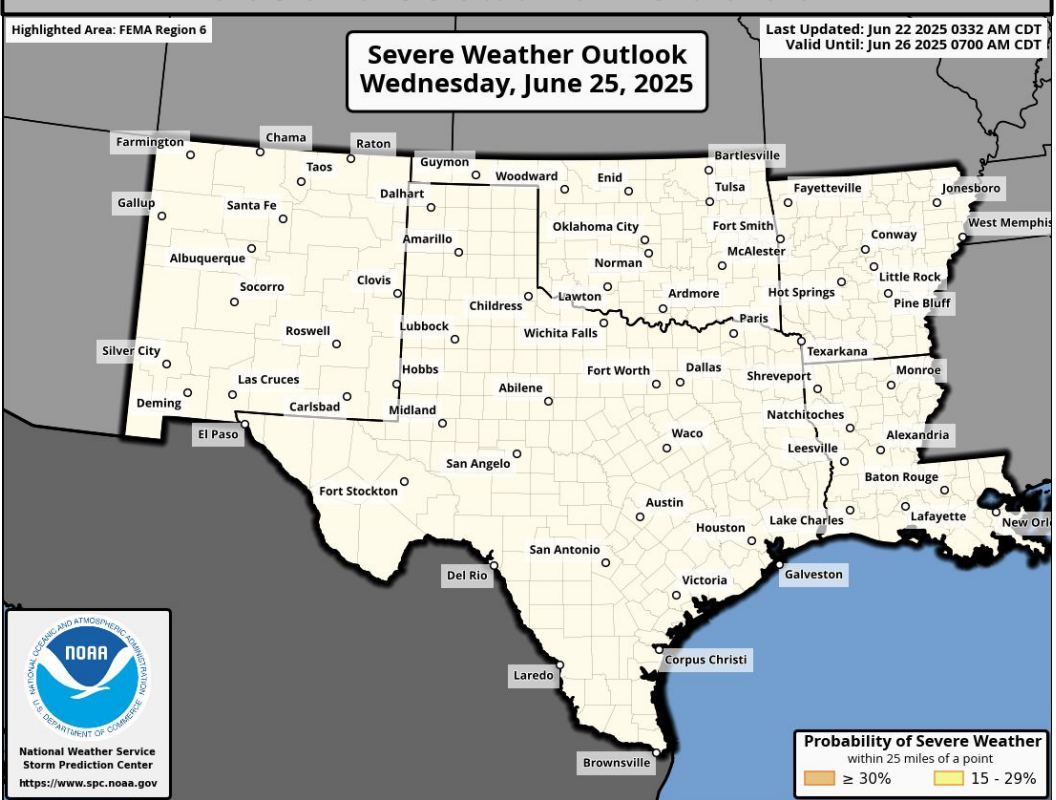 Highlighted Area: FEMA Region 6
Last Updated: Jun 22 2025 0332 AM CDT
Valid Until: Jun 26 2025 0700 AM CDT
Severe Weather Outlook
Wednesday, June 25, 2025
Farmington
Chama
Raton
Taos
Guymon
Woodward
Enid
Bartlesville
Tulsa
Fayetteville
Jonesboro
Gallup
Santa Fe
Dalhart
Oklahoma City
Fort Smith
West Memphis
Albuquerque
Amarillo
Norman
McAlester
Conway
Socorro
Clovis
Childress
Lawton
Ardmore
Hot Springs
Little Rock
Pine Bluff
Roswell
Lubbock
Wichita Falls
Paris
Silver City
Hobbs
Fort Worth
Dallas
Texarkana
Shreveport
Monroe
Deming
Las Cruces
Carlsbad
Midland
Abilene
Natchitoches
El Paso
San Angelo
Waco
Leesville
Alexandria
Fort Stockton
Austin
Baton Rouge
Houston
Lake Charles
Lafayette
New Orl
Del Rio
San Antonio
Galveston
Victoria
Laredo
Corpus Christi
Brownsville
NATIONAL OCEANIC AND ATMOSPHERIC ADMINISTRATION
NOAA
U.S. DEPARTMENT OF COMMERCE
National Weather Service
Storm Prediction Center
https://www.spc.noaa.gov
Probability of Severe Weather
within 25 miles of a point
≥ 30%
15 - 29%